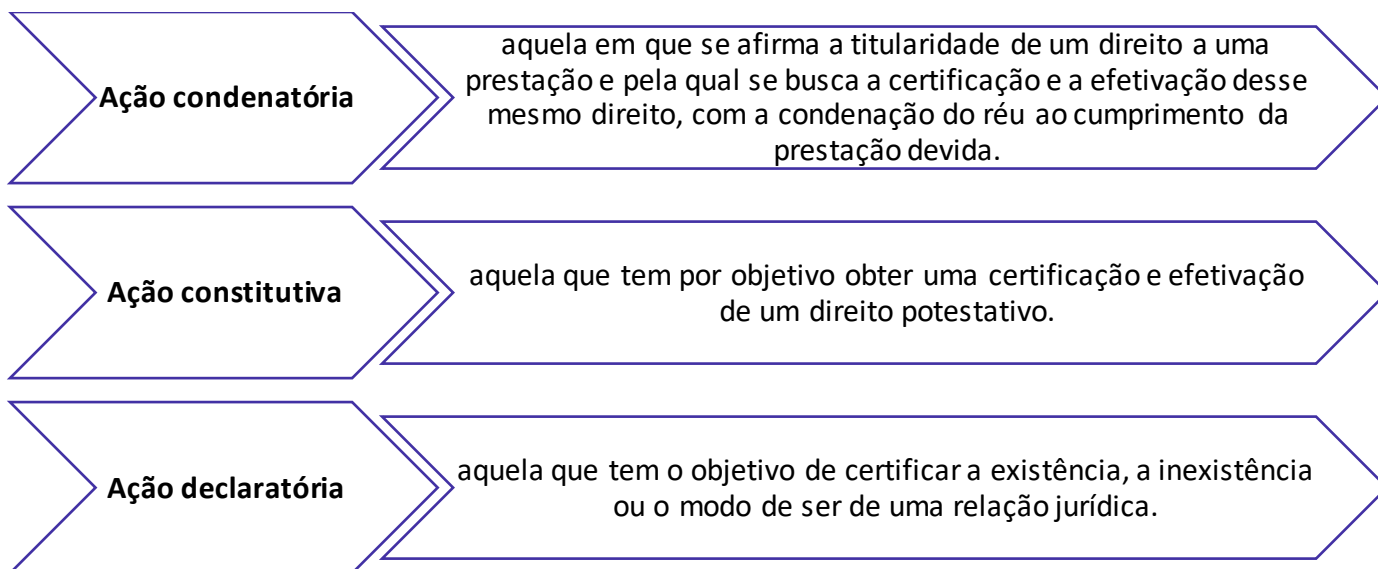 Ação condenatória
aquela em que se afirma a titularidade de um direito a uma
prestação e pela qual se busca a certificação e a efetivação desse
mesmo direito, com a condenação do réu ao cumprimento da
prestação devida.
Ação constitutiva
aquela que tem por objetivo obter uma certificação e efetivação
de um direito potestativo.
Ação declaratória
aquela que tem o objetivo de certificar a existência, a inexistência
ou o modo de ser de uma relação jurídica.